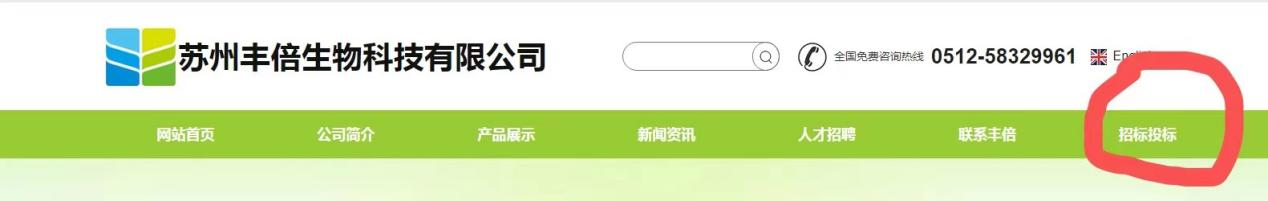 苏州丰倍生物科技有限公司
全国免费咨询热线 0512-58329961
网站首页 公司简介 产品展示 新闻资讯 人才招聘 联系丰倍 招标投标